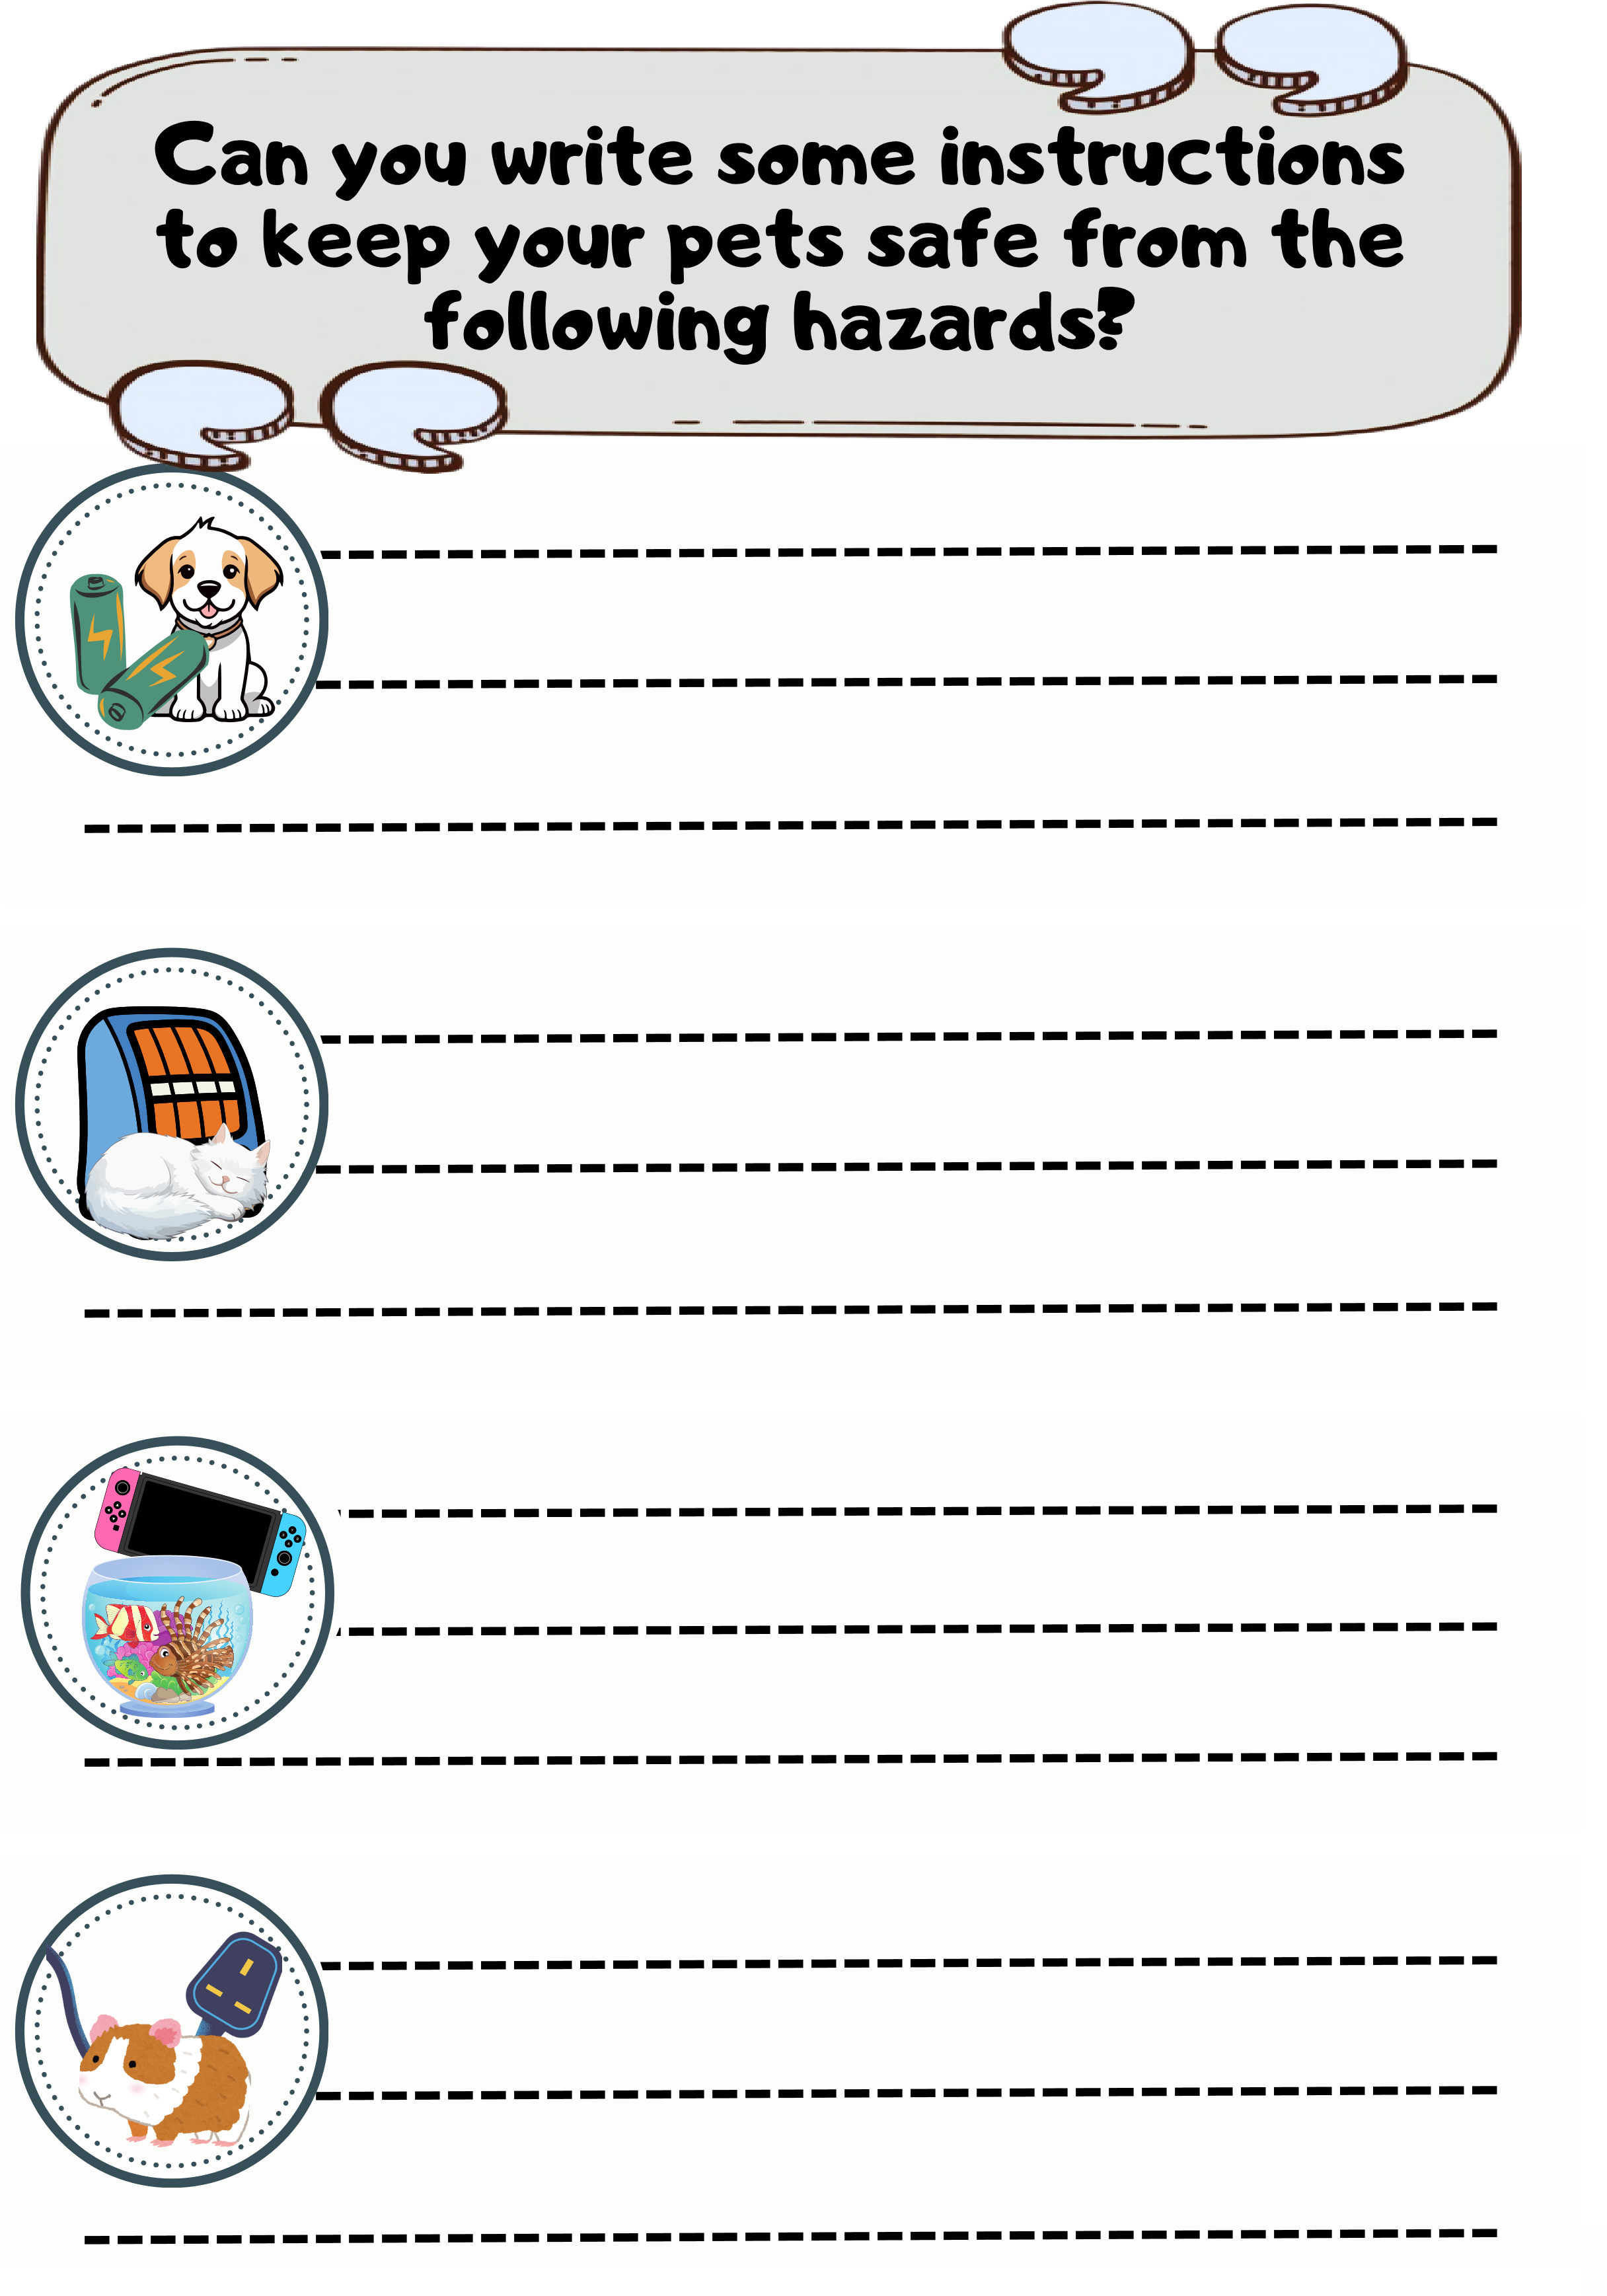 Can you write some instructions
to keep your pets safe from the
following hazards?